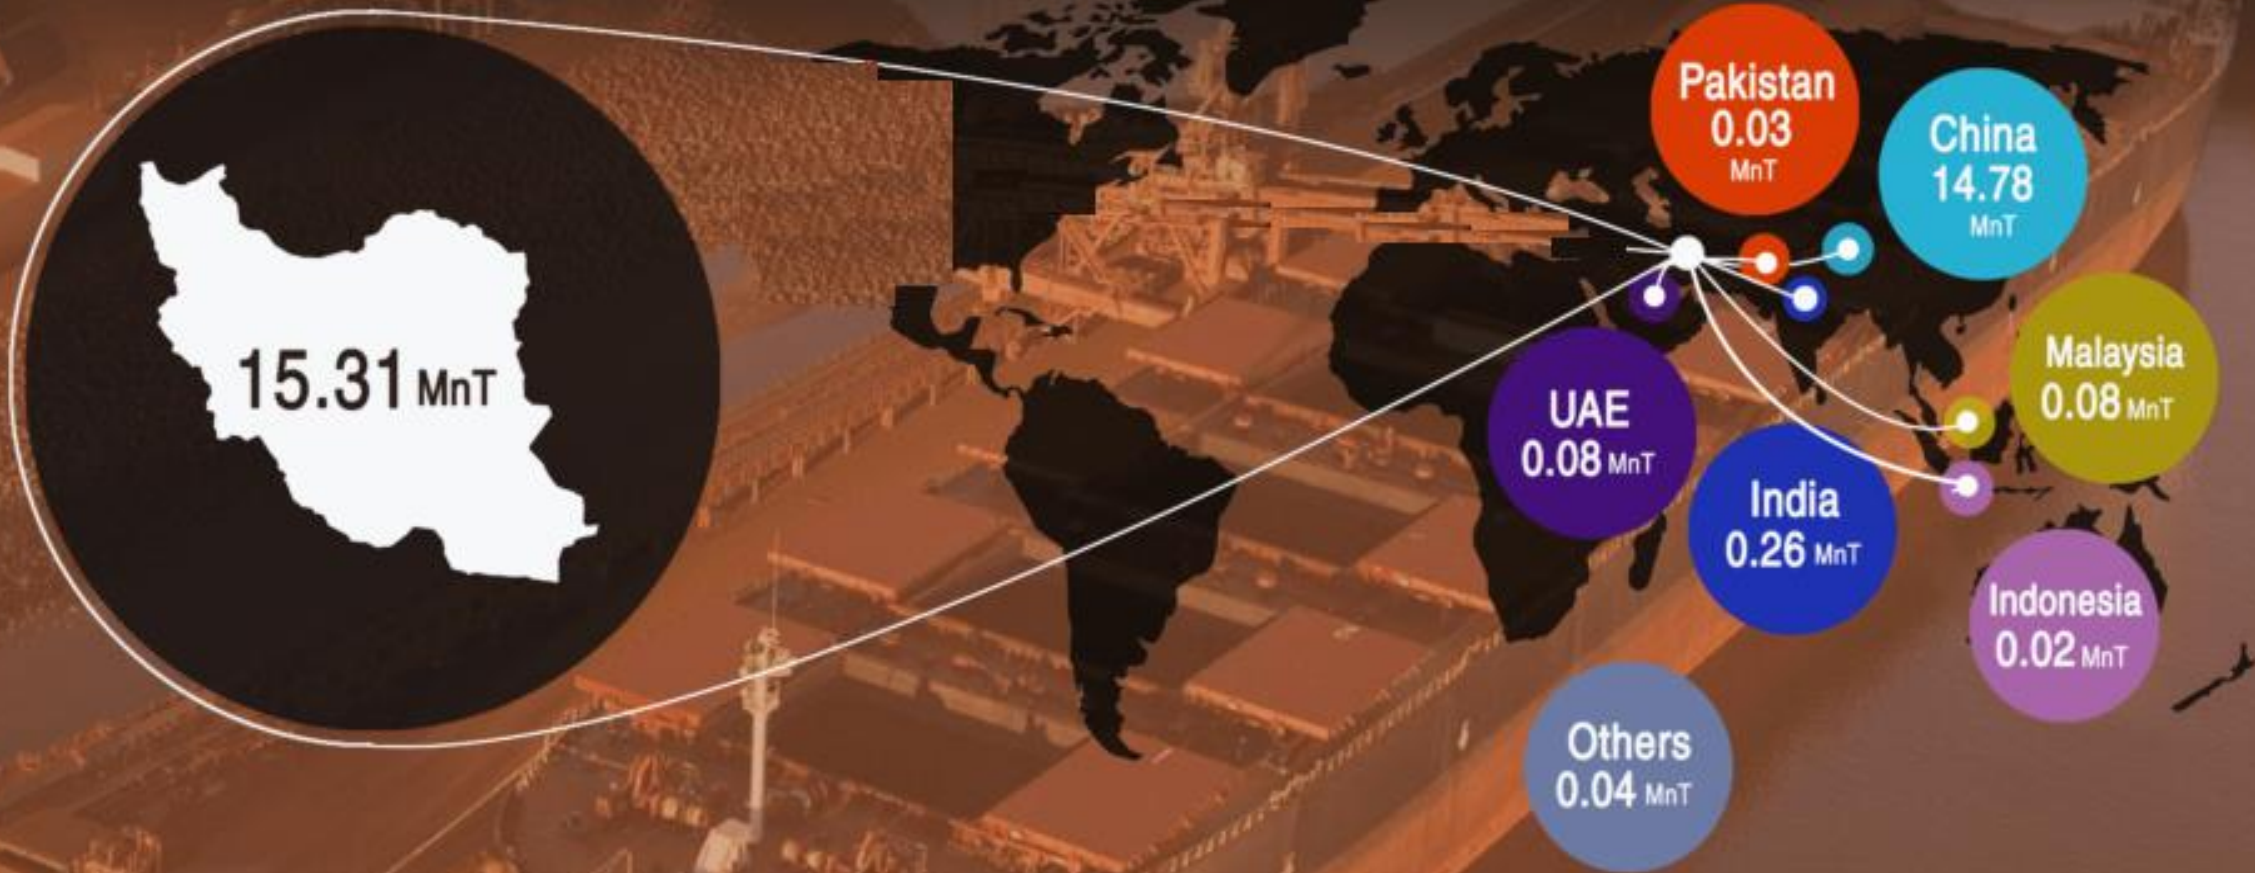 15.31 MnT
Pakistan
0.03
MnT
China
14.78
MnT
Malaysia
0.08 MnT
UAE
0.08 MnT
India
0.26 MnT
Indonesia
0.02 MnT
Others
0.04 MnT